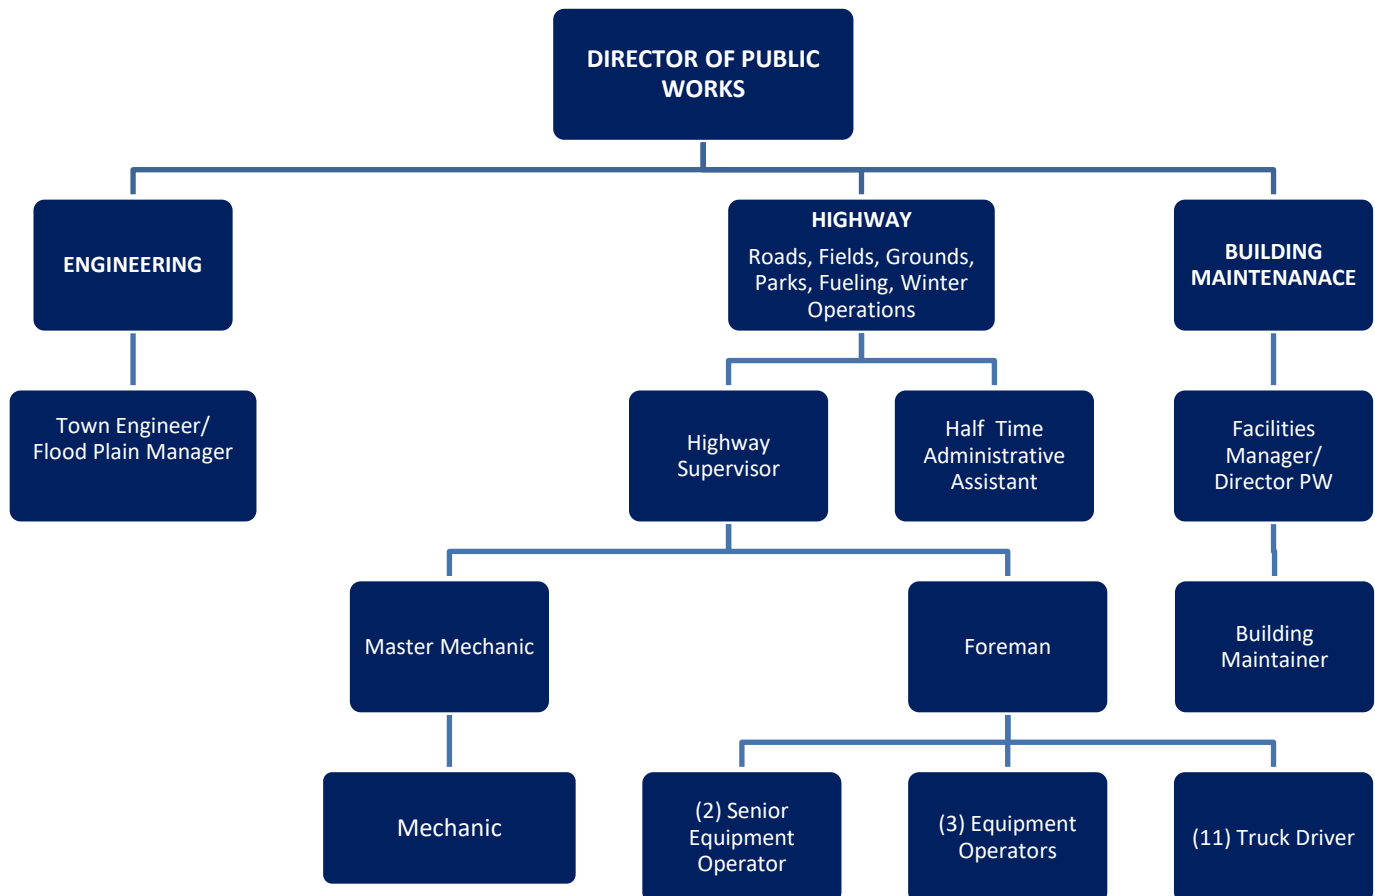 DIRECTOR OF PUBLIC
WORKS
ENGINEERING
HIGHWAY
Roads, Fields, Grounds,
Parks, Fueling, Winter
Operations
BUILDING
MAINTENANACE
Town Engineer/
Flood Plain Manager
Highway
Supervisor
Half Time
Administrative
Assistant
Facilities
Manager/
Director PW
Master Mechanic
Foreman
Building
Maintainer
Mechanic
(2) Senior
Equipment
Operator
(3) Equipment
Operators
(11) Truck Driver